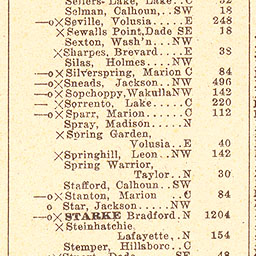 Sellers Lake, Lake..C 32
Selman, Calhoun,..SW 18
—o×Seville, Volusia...E 248
×Sewalls Point,Dade SE 18
Sexton, Wash'n...NW
×Sharpes, Brevard....E 38
Silas, Holmes....NW
—o×Silverspring, Marion C 84
—o×Sneads, Jackson..NW 496
—o×Sopchoppy,WakullaNW 142
—o×Sorrento, Lake....C 220
—o×Sparr, Marion......C 112
Spray, Madison.....N
×Spring Garden,
Volusia..E 40
×Springhill, Leon ..NW 142
Spring Warrior,
Taylor..N 30
Stafford, Calhoun..SW
—o×Stanton, Marion ..C 84
o Star, Jackson.....NW
—o×STARKE Bradford.N 1204
×Steinhatchie,
Lafayette,.N 154
Stemper, Hillsboro..C